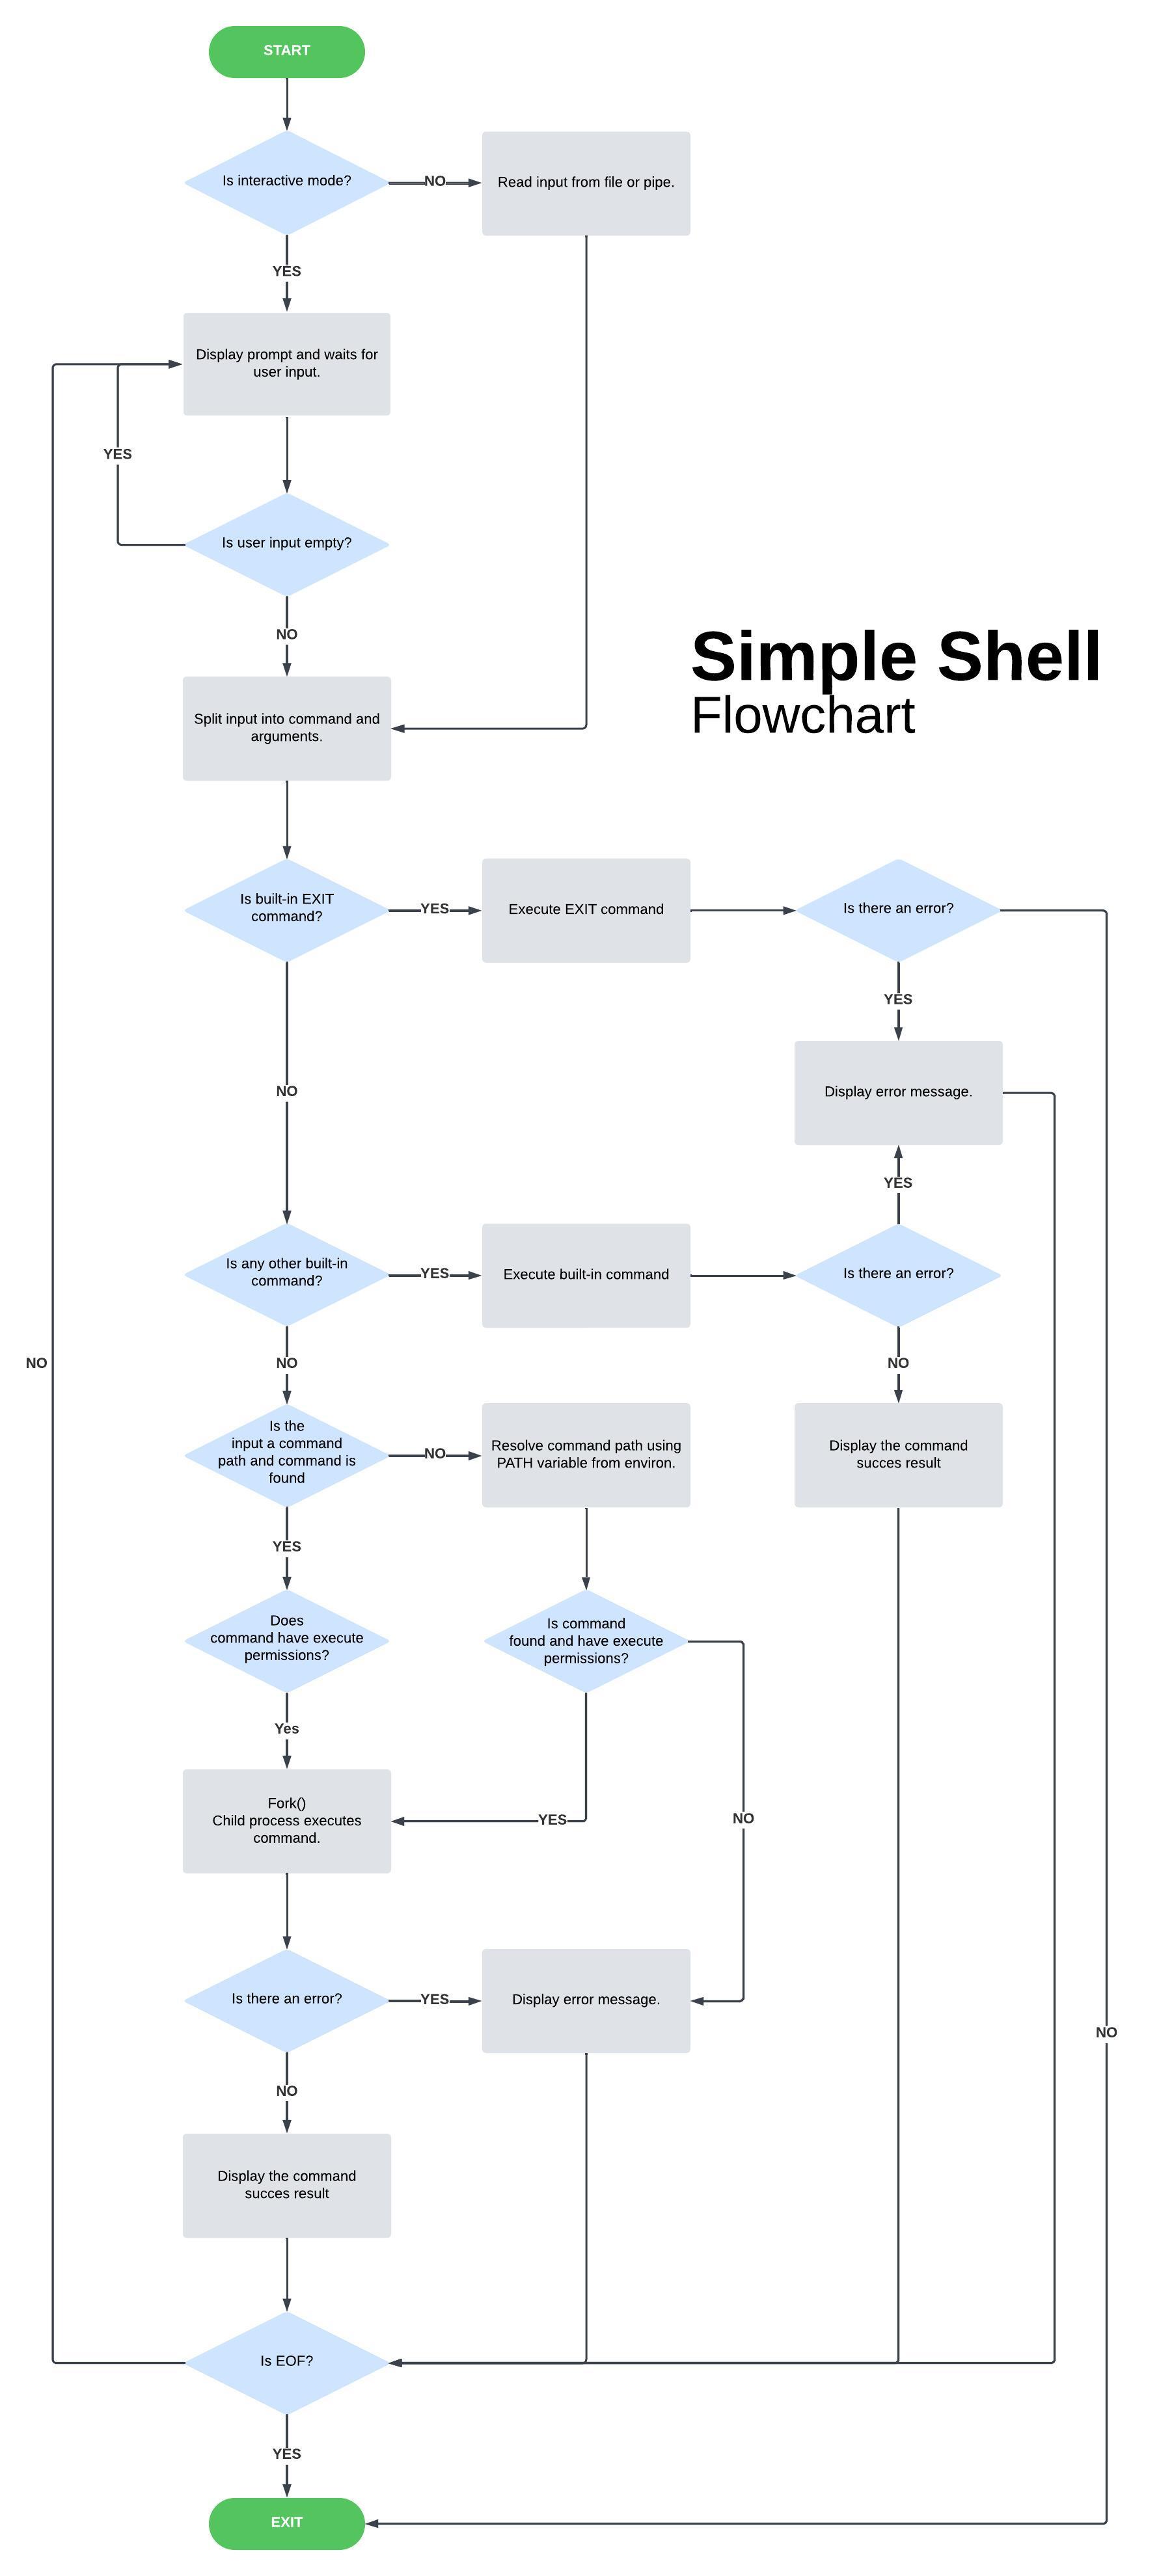 START
Is interactive mode?
NO
Read input from file or pipe.
YES
Display prompt and waits for
user input.
YES
Is user input empty?
NO
Simple Shell
Flowchart
Split input into command and
arguments.
Is built-in EXIT
command?
YES
Execute EXIT command
Is there an error?
YES
NO
Display error message.
YES
Is any other built-in
command?
YES
Execute built-in command
Is there an error?
NO
NO
NO
Is the
input a command
path and command is
found
NO
Resolve command path using
PATH variable from environ.
Display the command
succes result
YES
Does
command have execute
permissions?
Is command
found and have execute
permissions?
Yes
Fork()
Child process executes
command.
YES
NO
Is there an error?
YES
Display error message.
NO
NO
Display the command
succes result
Is EOF?
YES
EXIT